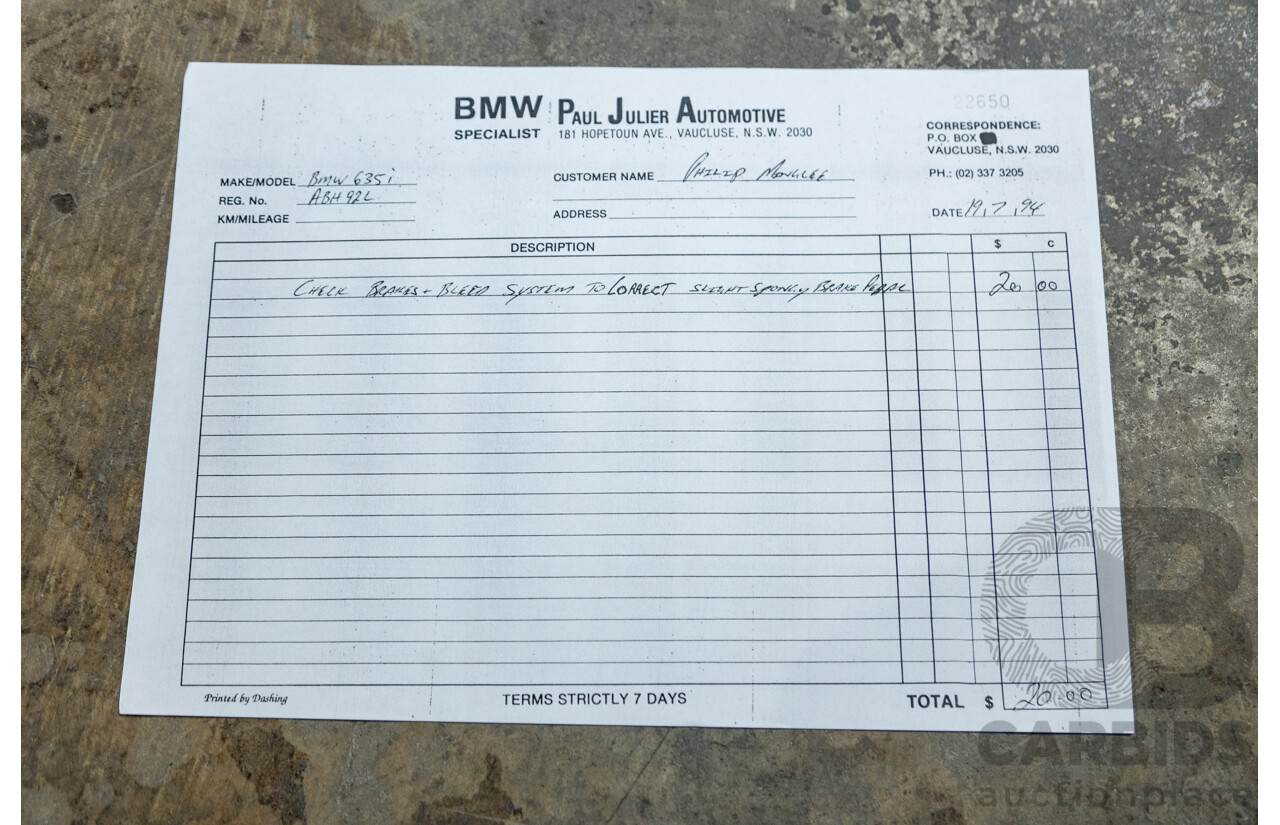 22650
BMW SPECIALIST
PAUL JULIER AUTOMOTIVE
181 HOPETOUN AVE., VAUCLUSE, N.S.W. 2030
CORRESPONDENCE:
P.O. BOX
VAUCLUSE, N.S.W. 2030
PH.: (02) 337 3205
MAKE/MODEL BMW 635i
REG. No. ABH 92L
KM/MILEAGE
CUSTOMER NAME PHILIP
ADDRESS
DATE 19,7,94
DESCRIPTION $ c
CHECK BRAKES + BLEED SYSTEM TO CORRECT SLIGHT SPONGY BRAKE PEDAL 20 00
Printed by Dashing
TERMS STRICTLY 7 DAYS
TOTAL $ 20.00
CARBIDS
auctionplace